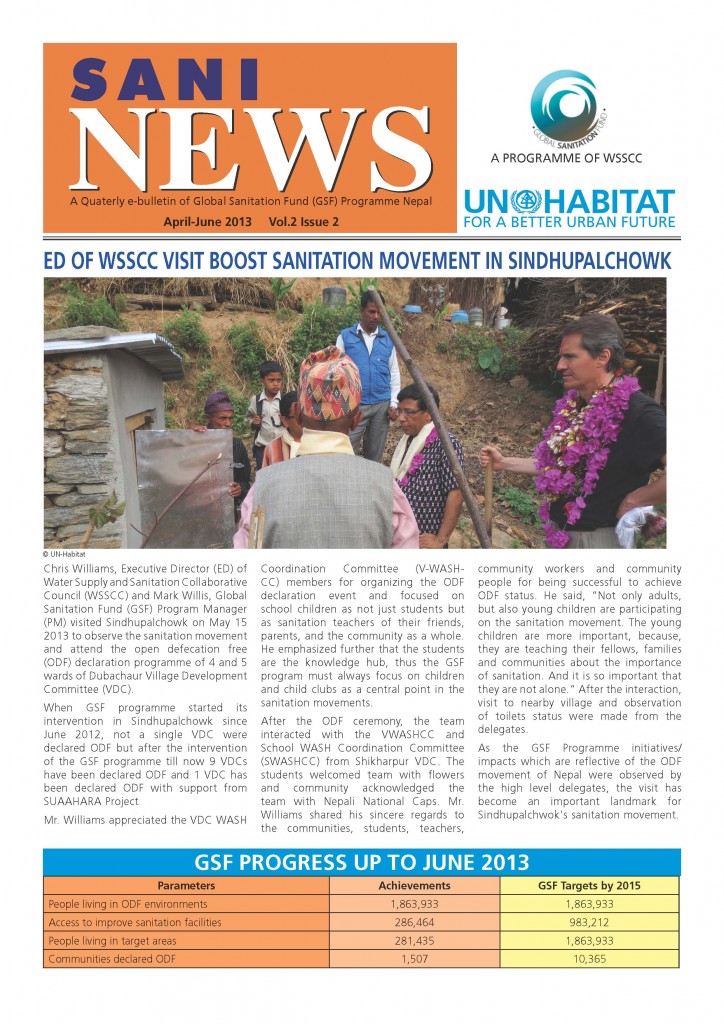 SANI
NEWS
A Quaterly e-bulletin of Global Sanitation Fund (GSF) Programme Nepal
April-June 2013 Vol.2 Issue 2
GLOBAL SANITATION FUND
A PROGRAMME OF WSSCC
UN HABITAT
FOR A BETTER URBAN FUTURE
ED OF WSSCC VISIT BOOST SANITATION MOVEMENT IN SINDHUPALCHOWK
© UN-Habitat
Chris Williams, Executive Director (ED) of
Water Supply and Sanitation Collaborative
Council (WSSCC) and Mark Willis, Global
Sanitation Fund (GSF) Program Manager
(PM) visited Sindhupalchowk on May 15
2013 to observe the sanitation movement
and attend the open defecation free
(ODF) declaration programme of 4 and 5
wards of Dubachaur Village Development
Committee (VDC).
When GSF programme started its
intervention in Sindhupalchowk since
June 2012, not a single VDC were
declared ODF but after the intervention
of the GSF programme till now 9 VDCs
have been declared ODF and 1 VDC has
been declared ODF with support from
SUAAHARA Project
Mr. Williams appreciated the VDC WASH
Coordination Committee (V-WASH-
CC) members for organizing the ODF
declaration event and focused on
school children as not just students but
as sanitation teachers of their friends,
parents, and the community as a whole.
He emphasized further that the students
are the knowledge hub, thus the GSF
program must always focus on children
and child clubs as a central point in the
sanitation movements.
After the ODF ceremony, the team
interacted with the VWASHCC and
School WASH Coordination Committee
(SWASHCC) from Shikharpur VDC. The
students welcomed team with flowers
and community acknowledged the
team with Nepali National Caps. Mr.
Williams shared his sincere regards to
the communities, students, teachers,
community workers and community
people for being successful to achieve
ODF status. He said, “Not only adults,
but also young children are participating
on the sanitation movement. The young
children are more important, because,
they are teaching their fellows, families
and communities about the importance
of sanitation. And it is so important that
they are not alone.” After the interaction,
visit to nearby village and observation
of toilets status were made from the
delegates.
As the GSF Programme initiatives/
impacts which are reflective of the ODF
movement of Nepal were observed by
the high level delegates, the visit has
become an important landmark for
Sindhupalchwok's sanitation movement.
GSF PROGRESS UP TO JUNE 2013
Parameters Achievements GSF Targets by 2015
People living in ODF environments 1,863,933 1,863,933
Access to improve sanitation facilities 286,464 983,212
People living in target areas 281,435 1,863,933
Communities declared ODF 1,507 10,365